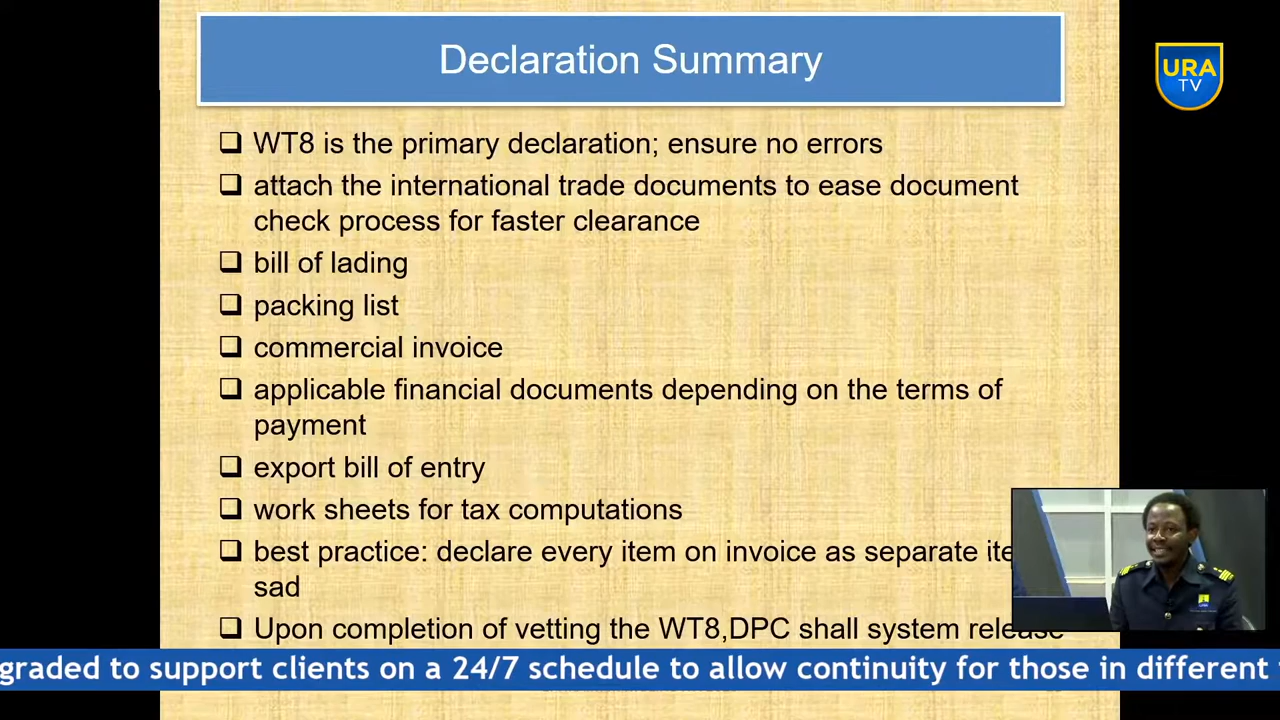 Declaration Summary
URA
TV
WT8 is the primary declaration; ensure no errors
attach the international trade documents to ease document
check process for faster clearance
bill of lading
packing list
commercial invoice
applicable financial documents depending on the terms of
payment
export bill of entry
work sheets for tax computations
best practice: declare every item on invoice as separate
sad
Upon completion of vetting the WT8,DPC shall system release
graded to support clients on a 24/7 schedule to allow continuity for those in different